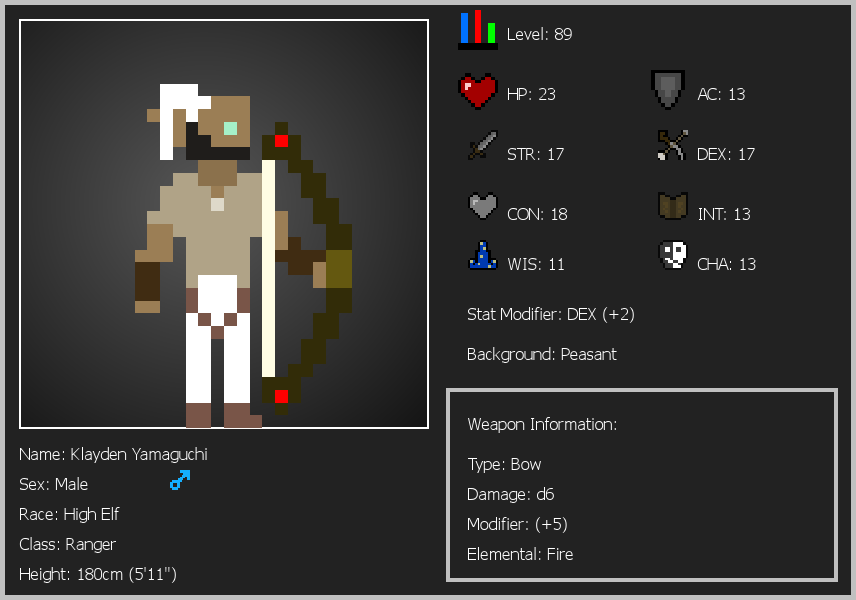 Level: 89
HP: 23
AC: 13
STR: 17
DEX: 17
CON: 18
INT: 13
WIS: 11
CHA: 13
Stat Modifier: DEX (+2)
Background: Peasant
Weapon Information:
Type: Bow
Damage: d6
Modifier: (+5)
Elemental: Fire
Name: Klayden Yamaguchi
Sex: Male
Race: High Elf
Class: Ranger
Height: 180cm (5'11")